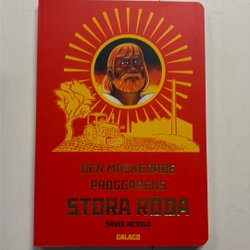 DEN MASKERADE
PROGGARENS
STORA RÖDA
DAVID NESSLE
GALAGO